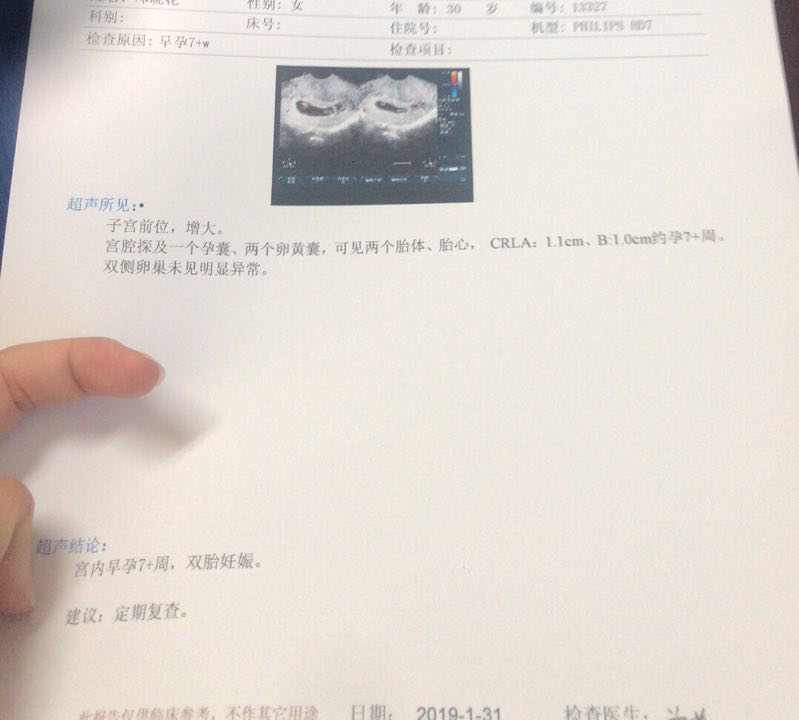 性别：女 年 龄：30 岁 编号：13327
科别： 床号： 住院号： 机型：PHILIPS HD7
检查原因：早孕7+w 检查项目：
超声所见：
子宫前位，增大。
宫腔探及一个孕囊、两个卵黄囊，可见两个胎体、胎心， CRLA：1.1cm、B:1.0cm约孕7+周。
双侧卵巢未见明显异常。
超声结论：
宫内早孕7+周，双胎妊娠。
建议；定期复查。
此报告仅供临床参考，不作其它用途 日期： 2019-1-31 检查医生：